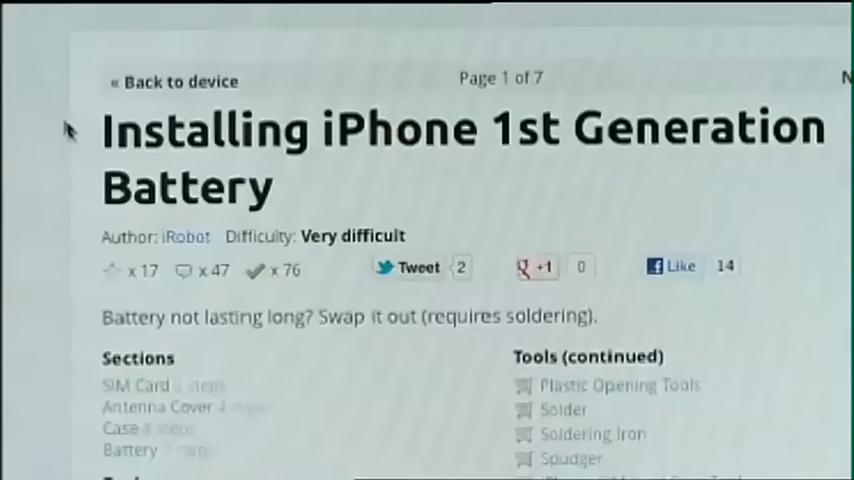 « Back to device
Page 1 of 7
Installing iPhone 1st Generation
Battery
Author: iRobot Difficulty: Very difficult
x 17 x 47 x 76 Tweet 2 +1 0 Like 14
Battery not lasting long? Swap it out (requires soldering).
Sections
SIM Card
Antenna Cover
Case
Battery
Tools (continued)
Plastic Opening Tools
Solder
Soldering Iron
Spudger